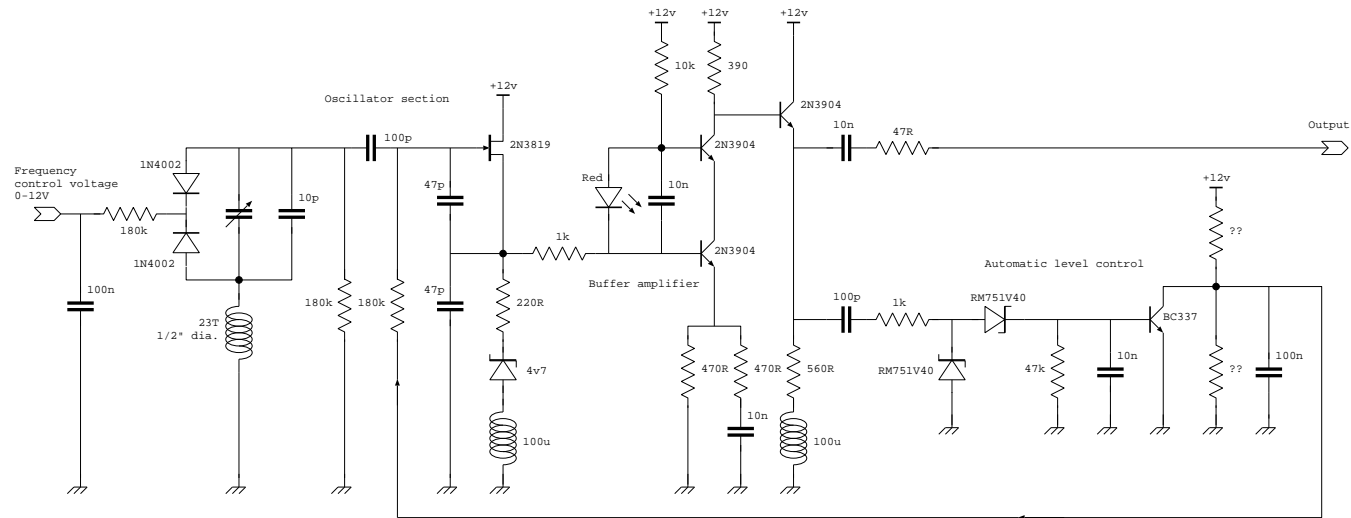 +12v
+12v
+12v
10k
390
+12v
Oscillator section
2N3904
100p
2N3819
10n
47R
Output
1N4002
2N3904
Frequency
control voltage
0-12V
47p
Red
10n
+12v
10p
180k
1k
2N3904
??
1N4002
Buffer amplifier
Automatic level control
100n
180k
180k
47p
220R
100p
1k
RM751V40
BC337
23T
1/2" dia.
4v7
470R
470R
560R
RM751V40
47k
10n
??
100n
10n
100u
100u